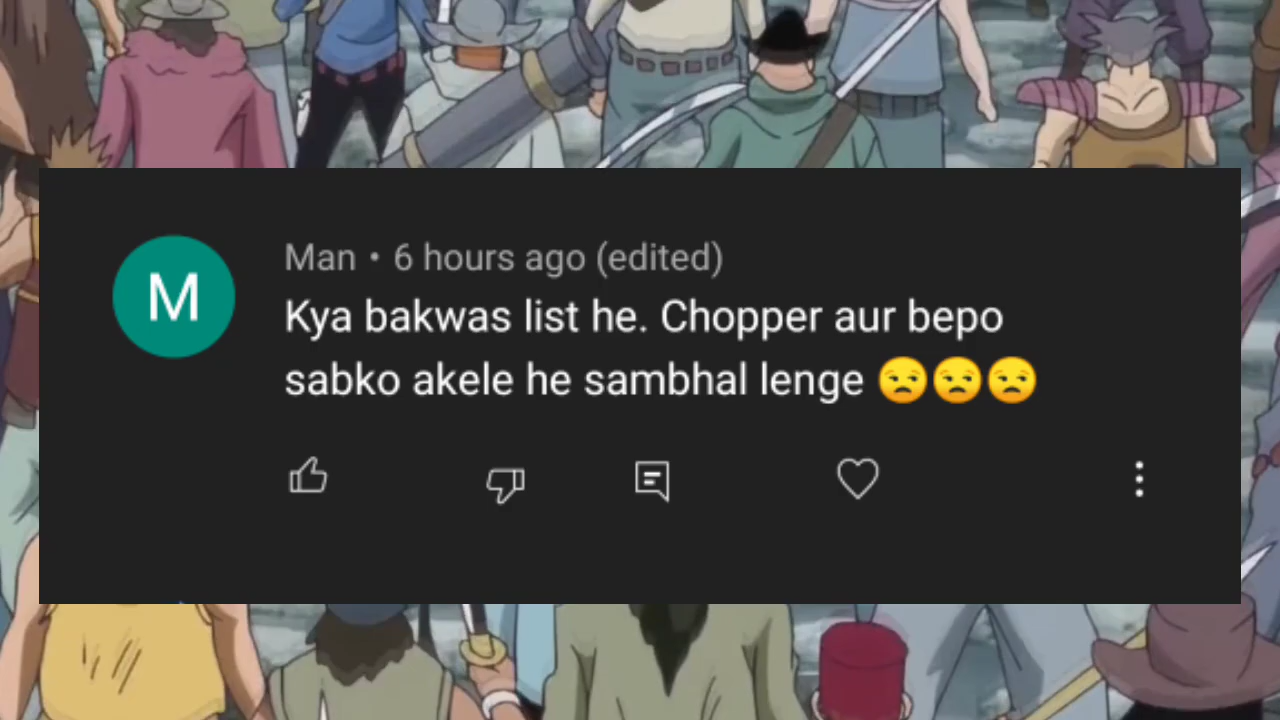 M
Man • 6 hours ago (edited)
Kya bakwas list he. Chopper aur bepo
sabko akele he sambhal lenge 😒😒😒